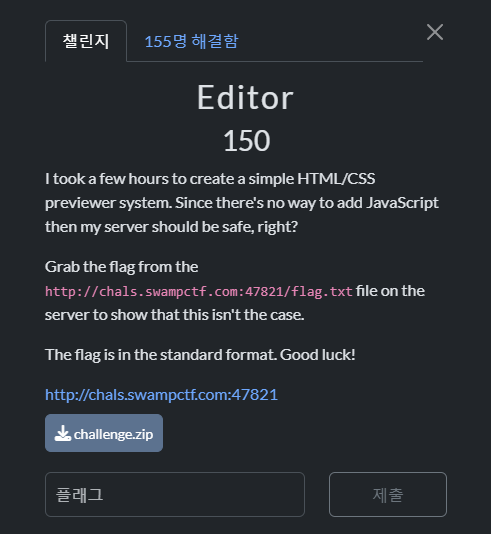 챌린지
155명 해결함
Editor
150
I took a few hours to create a simple HTML/CSS
previewer system. Since there's no way to add JavaScript
then my server should be safe, right?
Grab the flag from the
http://chals.swampctf.com:47821/flag.txt file on the
server to show that this isn't the case.
The flag is in the standard format. Good luck!
http://chals.swampctf.com:47821
challenge.zip
플래그
제출